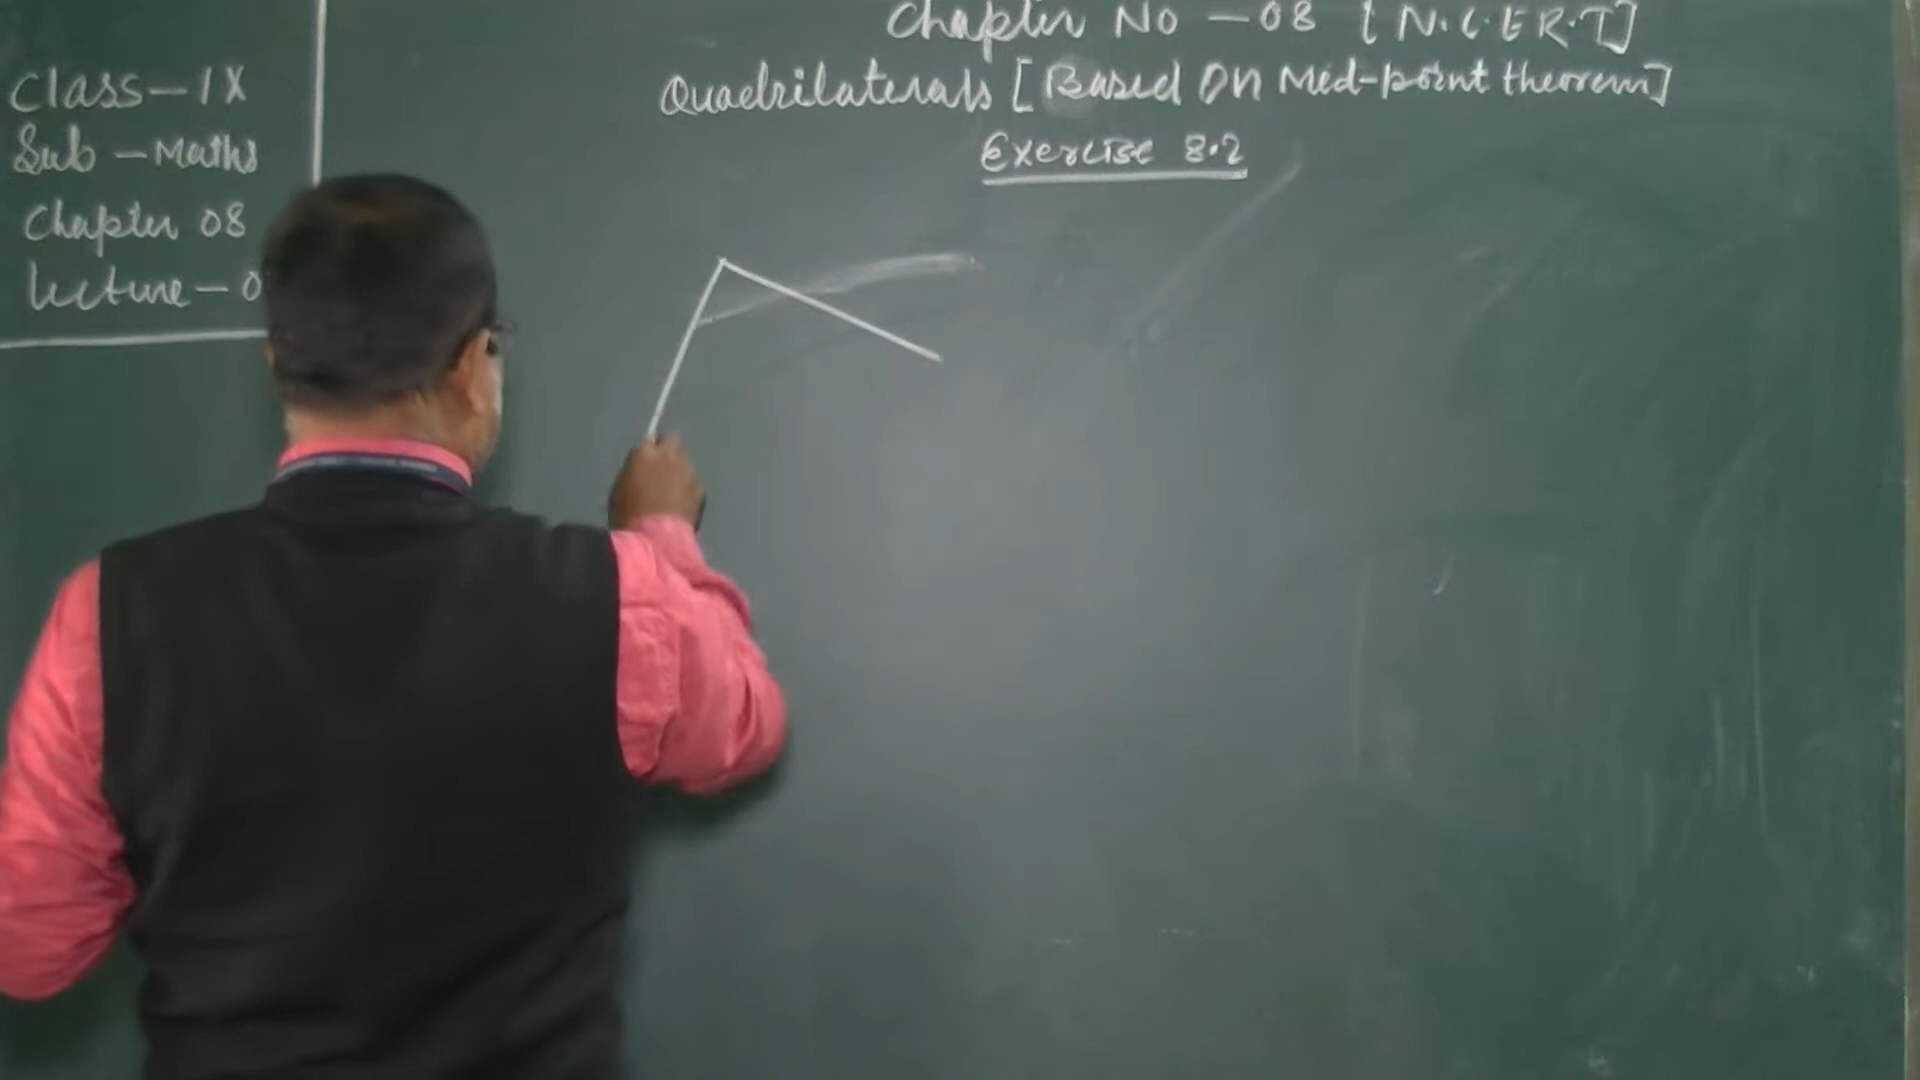 Class-IX
Sub-Maths
Chapter 08
Lecture-0
Chapter No-08 [N.C.E.R.T]
Quadrilaterals [Based On Mid-point theorem]
Exercise 8.2